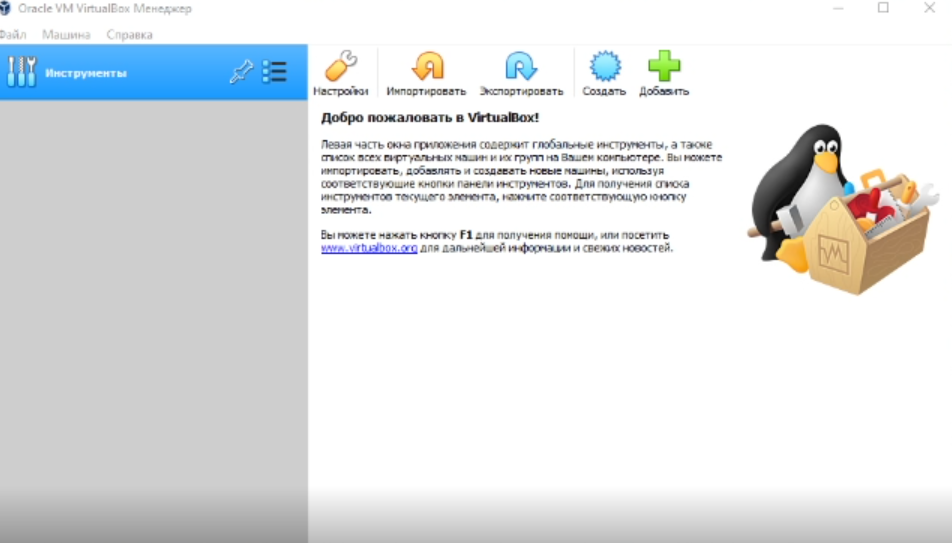 Oracle VM VirtualBox Менеджер
Файл Машина Справка
Инструменты
Настройки Импортировать Экспортировать Создать Добавить
Добро пожаловать в VirtualBox!
Левая часть окна приложения содержит глобальные инструменты, а также
список всех виртуальных машин и их групп на Вашем компьютере. Вы можете
импортировать, добавлять и создавать новые машины, используя
соответствующие кнопки панели инструментов. Для получения списка
инструментов текущего элемента, нажмите соответствующую кнопку
элемента.
Вы можете нажать кнопку F1 для получения помощи, или посетить
www.virtualbox.org для дальнейшей информации и свежих новостей.